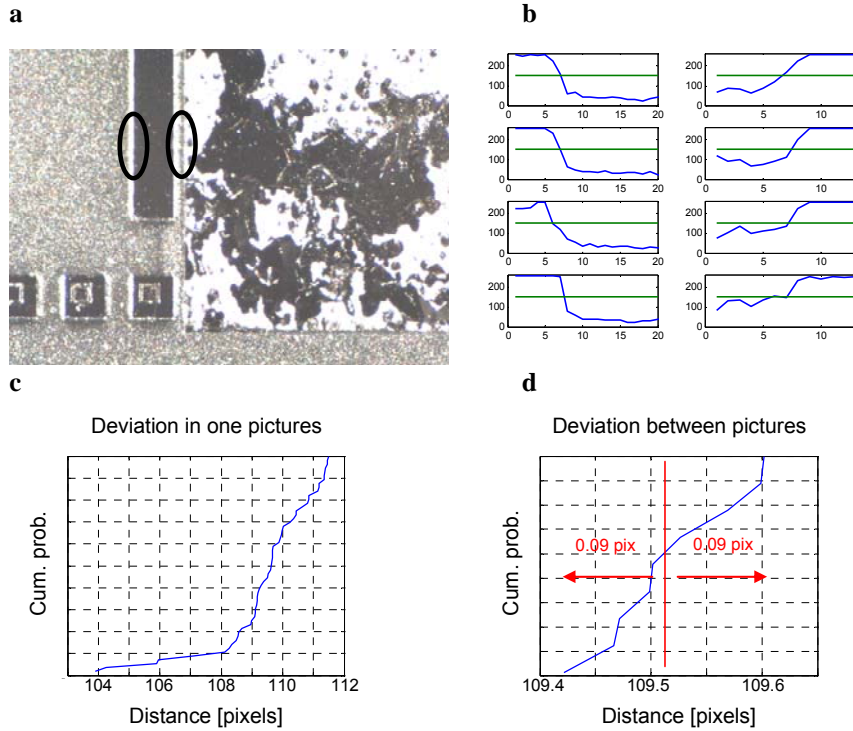 a
b
200
100
0
0 5 10 15 20
200
100
0
0 5 10
200
100
0
0 5 10 15 20
200
100
0
0 5 10
200
100
0
0 5 10 15 20
200
100
0
0 5 10
200
100
0
0 5 10 15 20
200
100
0
0 5 10
c
Deviation in one pictures
Cum. prob.
104 106 108 110 112
Distance [pixels]
d
Deviation between pictures
Cum. prob.
0.09 pix 0.09 pix
109.4 109.5 109.6
Distance [pixels]